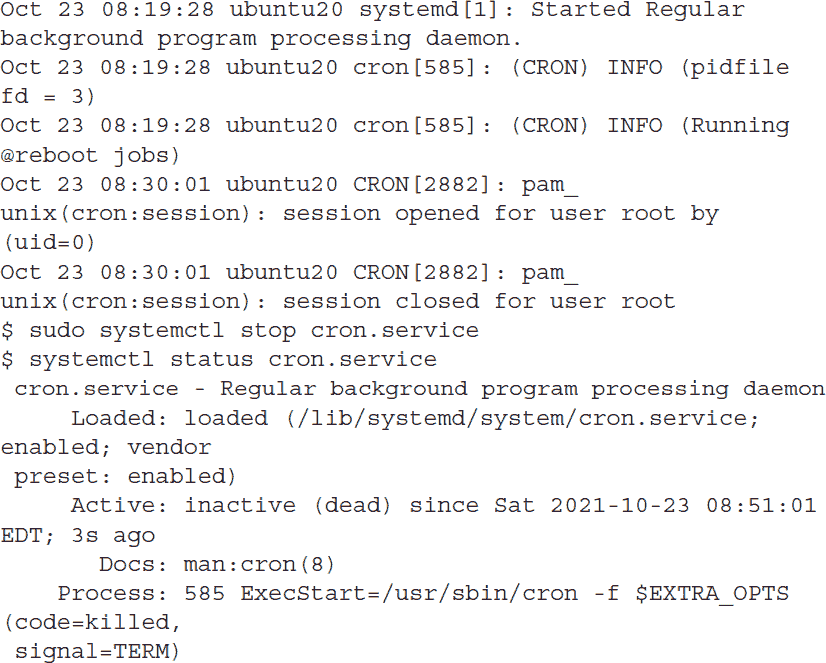 Oct 23 08:19:28 ubuntu20 systemd[1]: Started Regular
background program processing daemon.
Oct 23 08:19:28 ubuntu20 cron[585]: (CRON) INFO (pidfile
fd = 3)
Oct 23 08:19:28 ubuntu20 cron[585]: (CRON) INFO (Running
@reboot jobs)
Oct 23 08:30:01 ubuntu20 CRON[2882]: pam_
unix(cron:session): session opened for user root by
(uid=0)
Oct 23 08:30:01 ubuntu20 CRON[2882]: pam_
unix(cron:session): session closed for user root
$ sudo systemctl stop cron.service
$ systemctl status cron.service
cron.service - Regular background program processing daemon
Loaded: loaded (/lib/systemd/system/cron.service;
enabled; vendor
preset: enabled)
Active: inactive (dead) since Sat 2021-10-23 08:51:01
EDT; 3s ago
Docs: man:cron(8)
Process: 585 ExecStart=/usr/sbin/cron -f $EXTRA_OPTS
(code=killed,
signal=TERM)